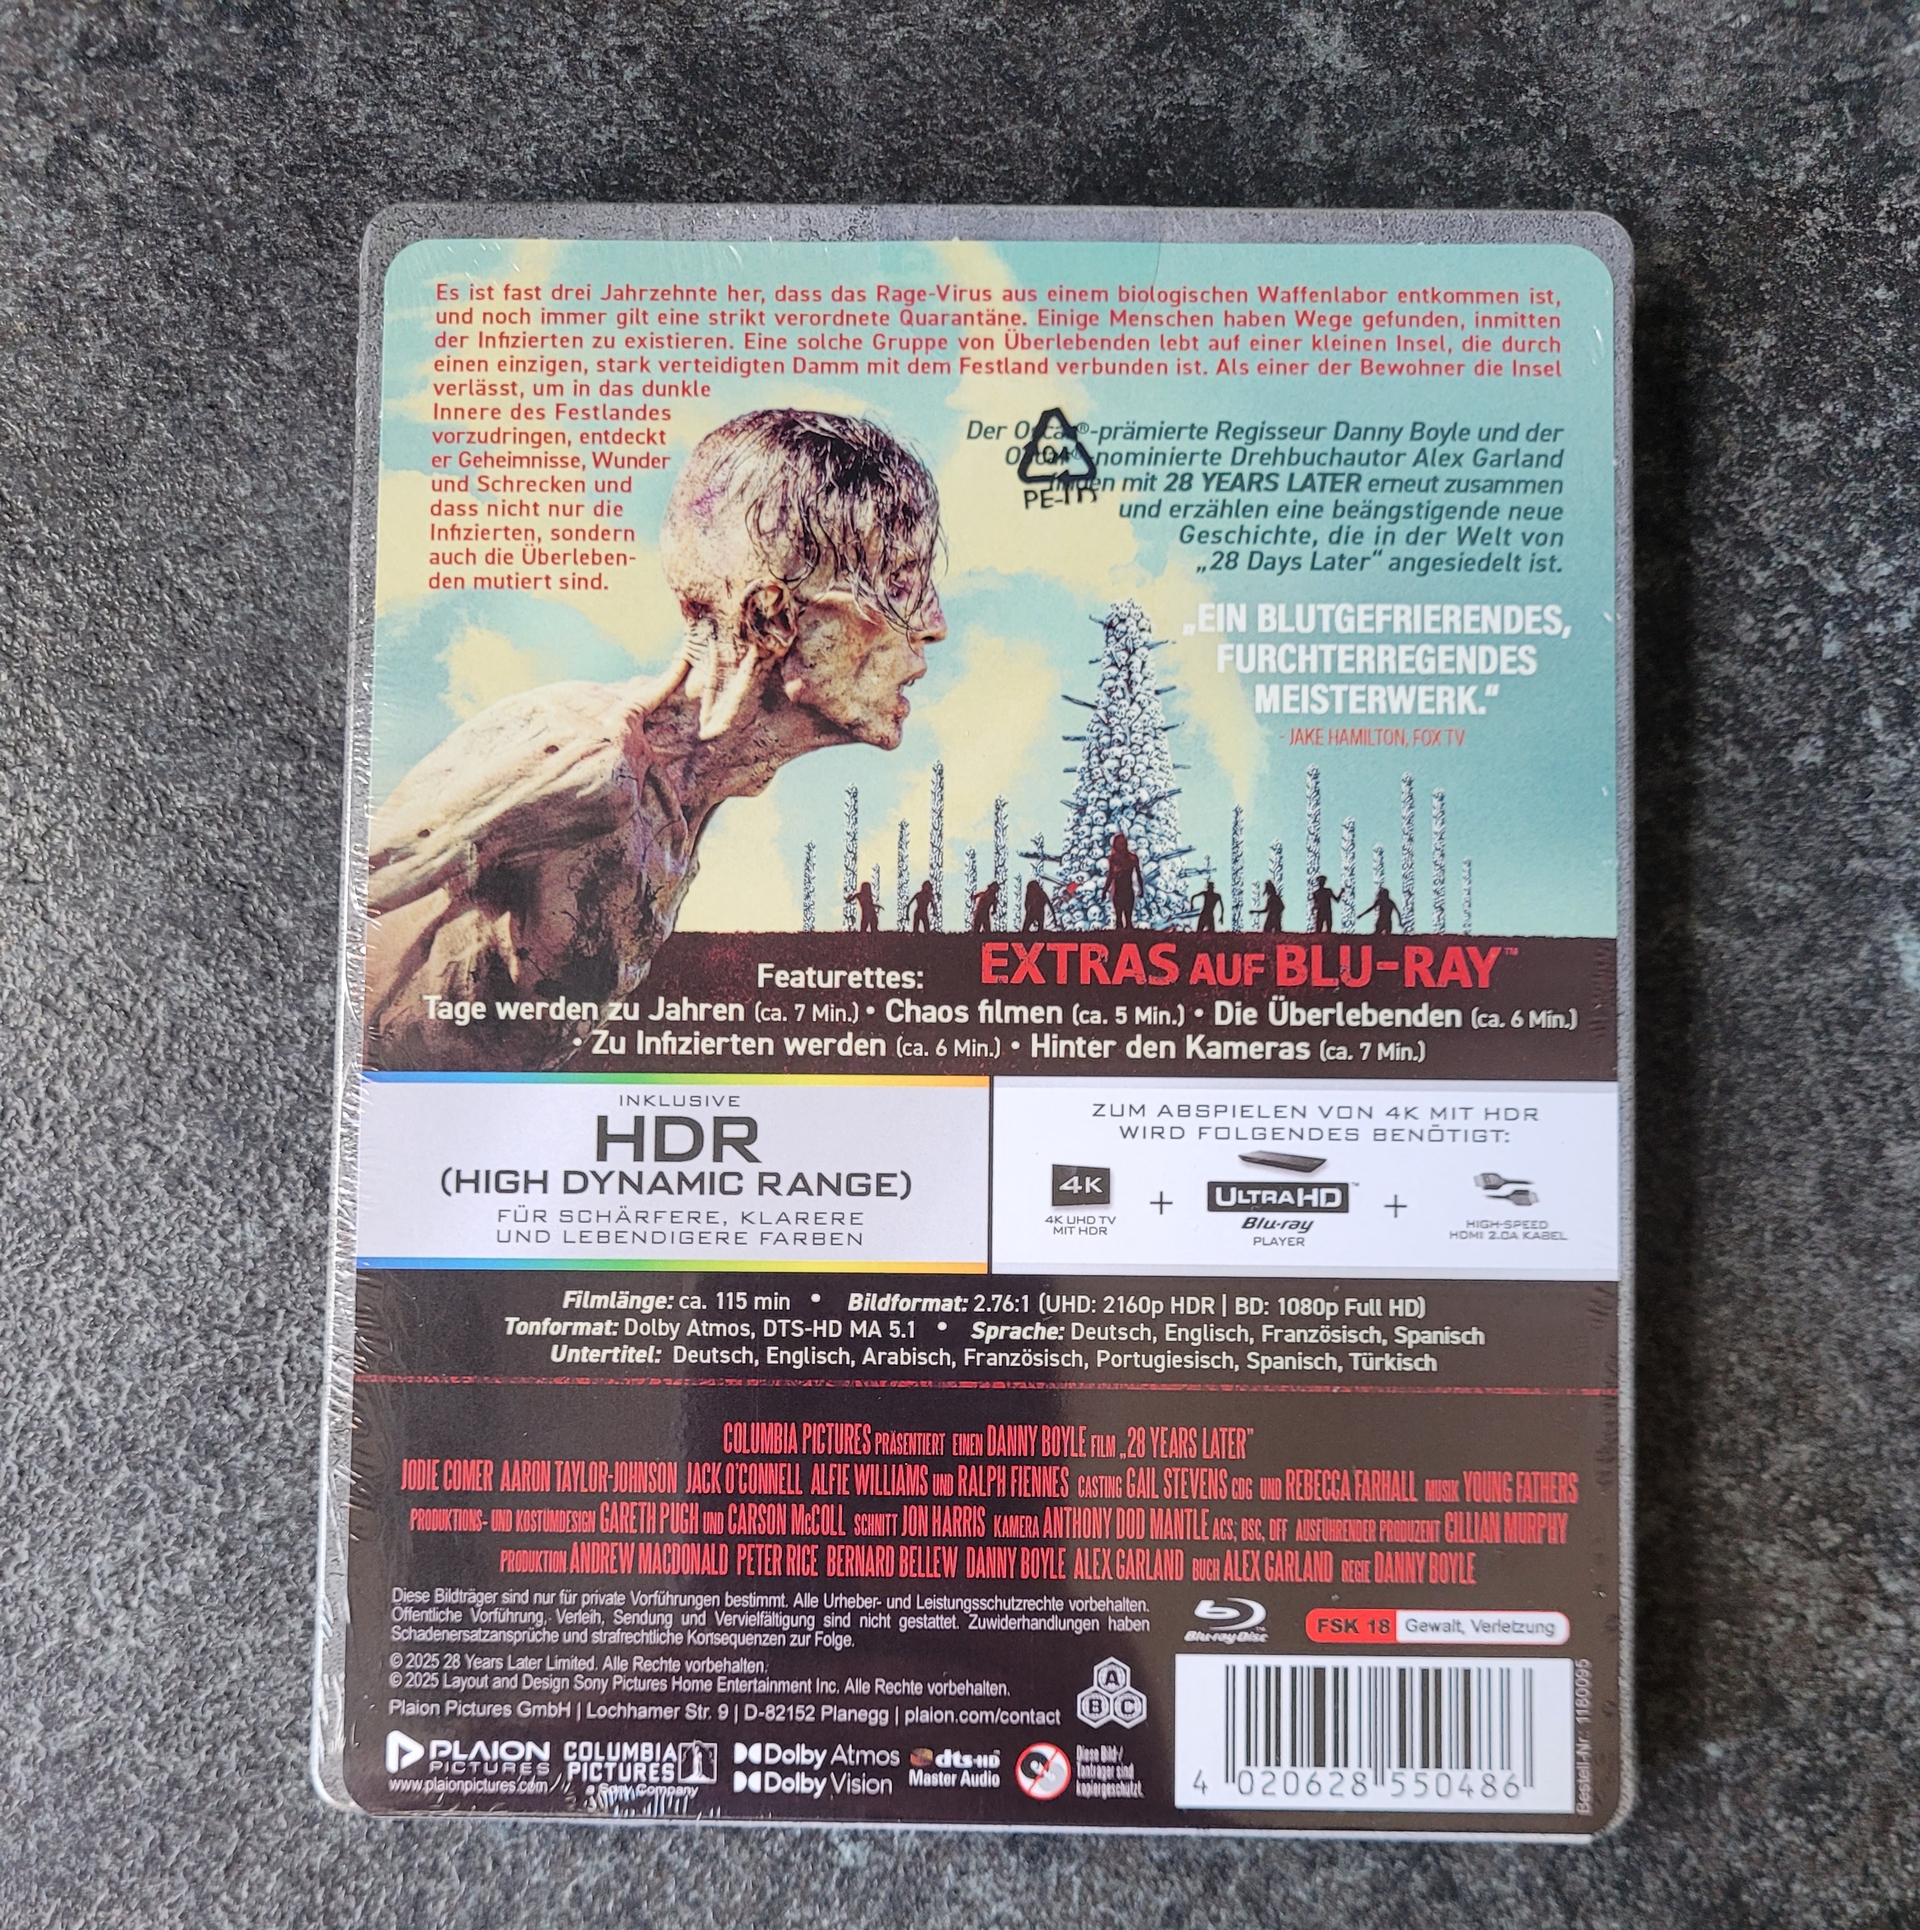 Es ist fast drei Jahrzehnte her, dass das Rage-Virus aus einem biologischen Waffenlabor entkommen ist,
und noch immer gilt eine strikt verordnete Quarantäne. Einige Menschen haben Wege gefunden, inmitten
der Infizierten zu existieren. Eine solche Gruppe von Überlebenden lebt auf einer kleinen Insel, die durch
einen einzigen, stark verteidigten Damm mit dem Festland verbunden ist. Als einer der Bewohner die Insel
verlässt, um in das dunkle
Innere des Festlandes
vorzudringen, entdeckt
er Geheimnisse, Wunder
und Schrecken und
dass nicht nur die
Infizierten, sondern
auch die Überleben-
den mutiert sind.
Der Oscar®-prämierte Regisseur Danny Boyle und der
Oscar®-nominierte Drehbuchautor Alex Garland
finden mit 28 YEARS LATER erneut zusammen
und erzählen eine beängstigende neue
Geschichte, die in der Welt von
„28 Days Later“ angesiedelt ist.
04
PE-LD
„EIN BLUTGEFRIERENDES,
FURCHTERREGENDES
MEISTERWERK."
- JAKE HAMILTON, FOX TV
EXTRAS AUF BLU-RAY™
Featurettes:
Tage werden zu Jahren (ca. 7 Min.) • Chaos filmen (ca. 5 Min.) • Die Überlebenden (ca. 6 Min.)
• Zu Infizierten werden (ca. 6 Min.) • Hinter den Kameras (ca. 7 Min.)
INKLUSIVE
HDR
(HIGH DYNAMIC RANGE)
FÜR SCHÄRFERE, KLARERE
UND LEBENDIGERE FARBEN
ZUM ABSPIELEN VON 4K MIT HDR
WIRD FOLGENDES BENÖTIGT:
4K
4K UHD TV
MIT HDR
+
ULTRA HD™
Blu-ray
PLAYER
+
HIGH-SPEED
HDMI 2.0A KABEL
Filmlänge: ca. 115 min • Bildformat: 2.76:1 (UHD: 2160p HDR | BD: 1080p Full HD)
Tonformat: Dolby Atmos, DTS-HD MA 5.1 • Sprache: Deutsch, Englisch, Französisch, Spanisch
Untertitel: Deutsch, Englisch, Arabisch, Französisch, Portugiesisch, Spanisch, Türkisch
COLUMBIA PICTURES PRÄSENTIERT EINEN DANNY BOYLE FILM „28 YEARS LATER"
JODIE COMER AARON TAYLOR-JOHNSON JACK O'CONNELL ALFIE WILLIAMS UND RALPH FIENNES CASTING GAIL STEVENS CDG UND REBECCA FARHALL MUSIK YOUNG FATHERS
PRODUKTIONS- UND KOSTÜMDESIGN GARETH PUGH UND CARSON McCOLL SCHNITT JON HARRIS KAMERA ANTHONY DOD MANTLE ACS, BSC, DFF AUSFÜHRENDER PRODUZENT CILLIAN MURPHY
PRODUKTION ANDREW MACDONALD PETER RICE BERNARD BELLEW DANNY BOYLE ALEX GARLAND BUCH ALEX GARLAND REGIE DANNY BOYLE
Diese Bildträger sind nur für private Vorführungen bestimmt. Alle Urheber- und Leistungsschutzrechte vorbehalten.
Öffentliche Vorführung, Verleih, Sendung und Vervielfältigung sind nicht gestattet. Zuwiderhandlungen haben
Schadenersatzansprüche und strafrechtliche Konsequenzen zur Folge.
© 2025 28 Years Later Limited. Alle Rechte vorbehalten.
© 2025 Layout and Design Sony Pictures Home Entertainment Inc. Alle Rechte vorbehalten.
Plaion Pictures GmbH | Lochhamer Str. 9 | D-82152 Planegg | plaion.com/contact
A
B C
Blu-ray Disc™
FSK 18 Gewalt, Verletzung
PLAION
PICTURES
www.plaionpictures.com
COLUMBIA
PICTURES
a Sony Company
Dolby Atmos
Dolby Vision
dts-HD
Master Audio
Diese Bild-/
Tonträger sind
kopiergeschützt.
4 020628 550486
Bestell-Nr. 1180095